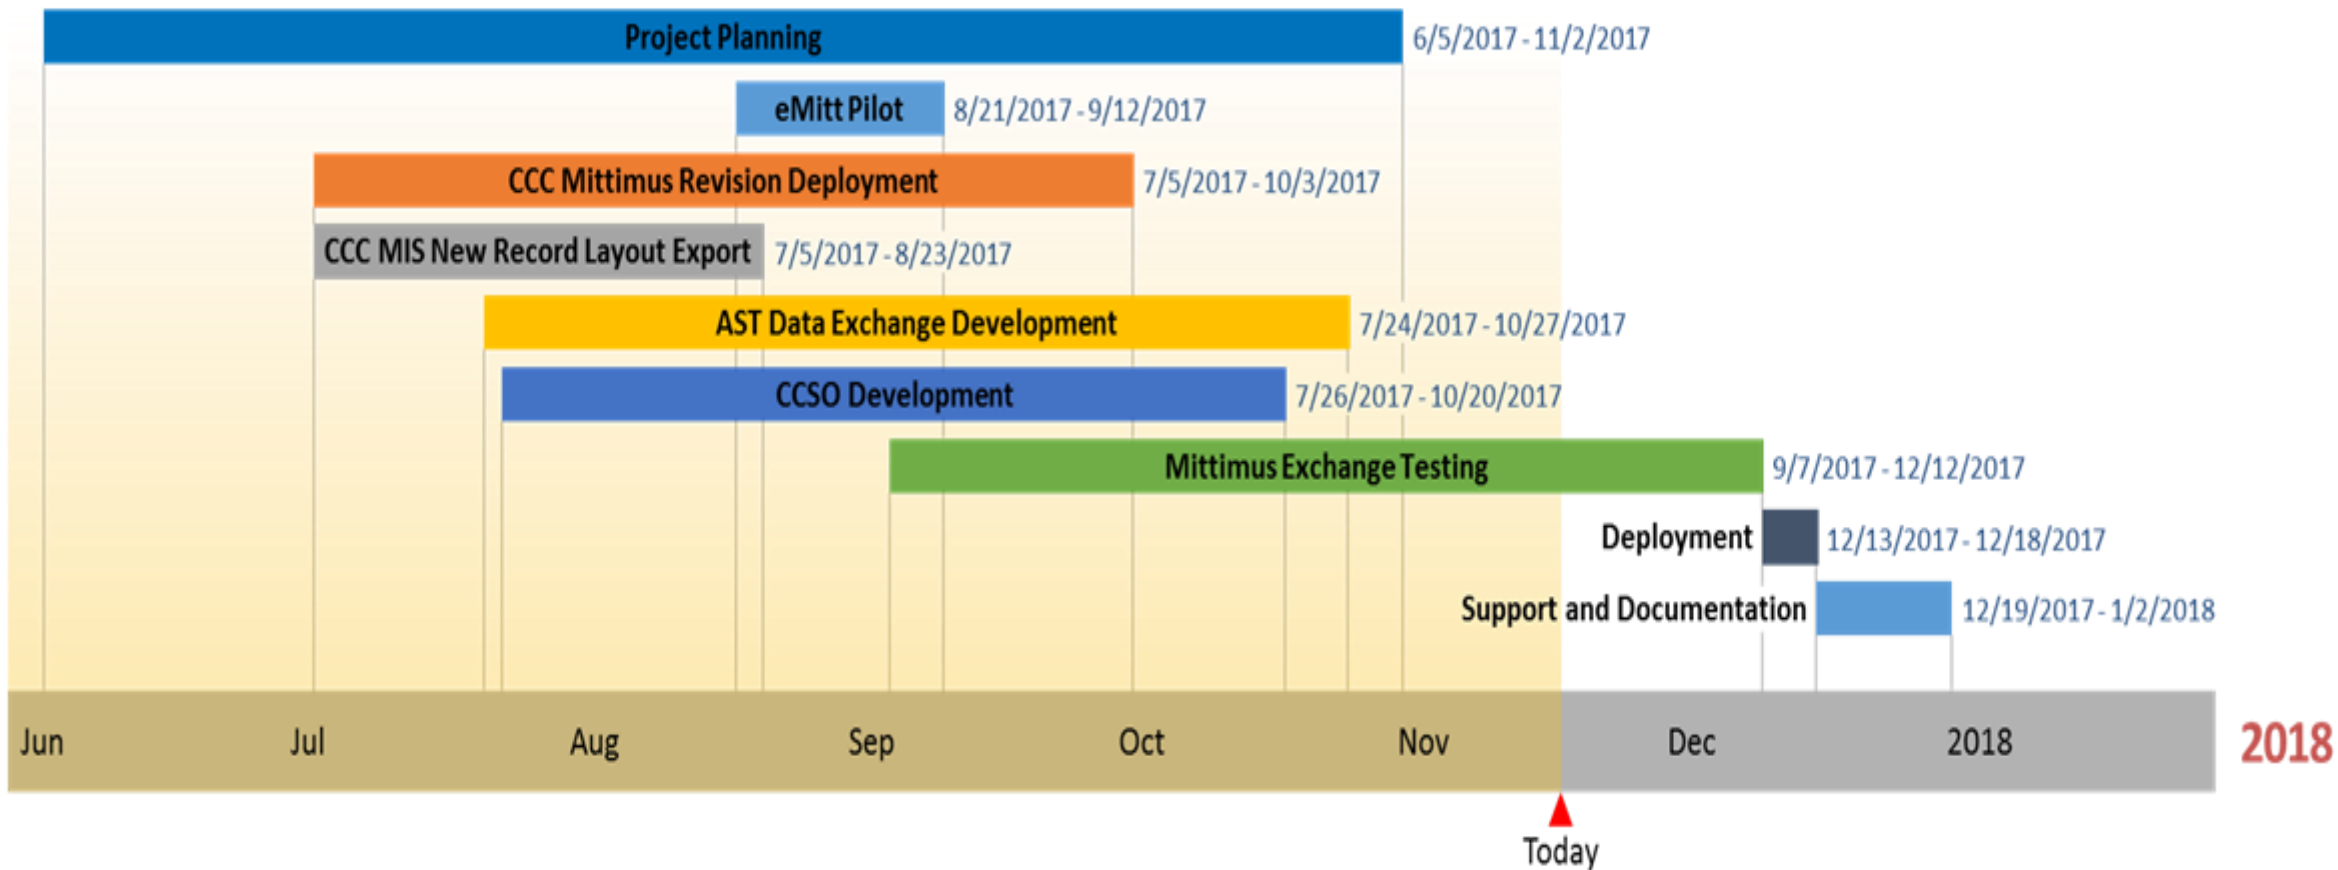 Project Planning 6/5/2017 - 11/2/2017
eMitt Pilot 8/21/2017 - 9/12/2017
CCC Mittimus Revision Deployment 7/5/2017 - 10/3/2017
CCC MIS New Record Layout Export 7/5/2017 - 8/23/2017
AST Data Exchange Development 7/24/2017 - 10/27/2017
CCSO Development 7/26/2017 - 10/20/2017
Mittimus Exchange Testing 9/7/2017 - 12/12/2017
Deployment 12/13/2017 - 12/18/2017
Support and Documentation 12/19/2017 - 1/2/2018
Jun Jul Aug Sep Oct Nov Dec 2018 2018
Today